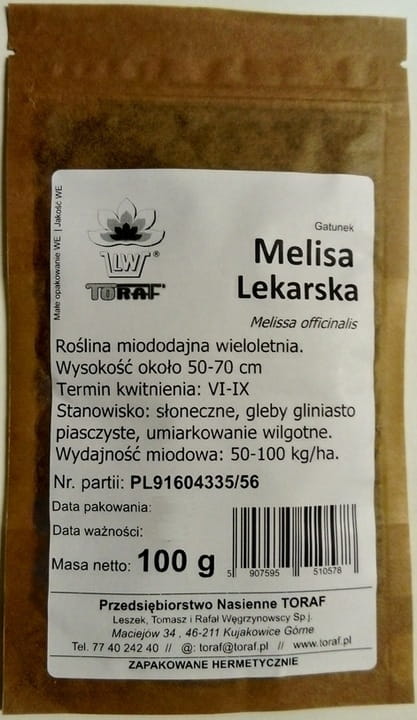 Małe opakowanie WE | Jakość WE
LW ®
TORAF
Gatunek
Melisa
Lekarska
Melissa officinalis
Roślina miododajna wieloletnia.
Wysokość około 50-70 cm
Termin kwitnienia: VI-IX
Stanowisko: słoneczne, gleby gliniasto
piaszczyste, umiarkowanie wilgotne.
Wydajność miodowa: 50-100 kg/ha.
Nr. partii: PL91604335/56
Data pakowania:
Data ważności:
Masa netto: 100 g
5 907595 510578
Przedsiębiorstwo Nasienne TORAF
Leszek, Tomasz i Rafał Węgrzynowscy Sp j.
Maciejów 34 , 46-211 Kujakowice Górne
Tel. 77 40 242 40 // @: toraf@toraf.pl // www.toraf.pl
ZAPAKOWANE HERMETYCZNIE